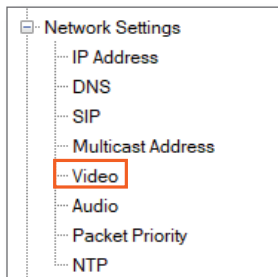 Network Settings
IP Address
DNS
SIP
Multicast Address
Video
Audio
Packet Priority
NTP